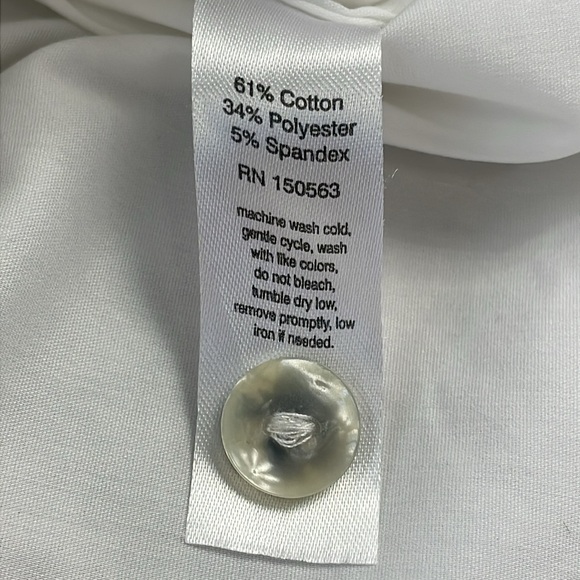 61% Cotton
34% Polyester
5% Spandex
RN 150563
machine wash cold,
gentle cycle, wash
with like colors,
do not bleach,
tumble dry low,
remove promptly, low
iron if needed.